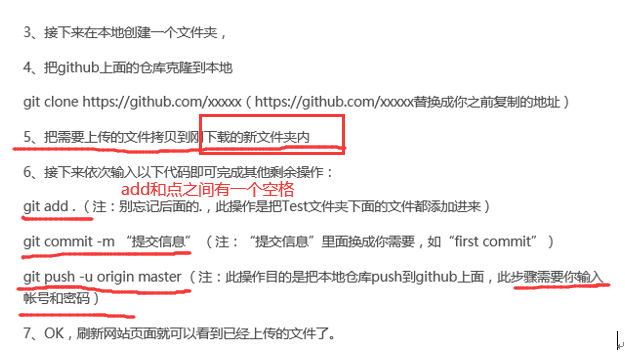 3、接下来在本地创建一个文件夹，
4、把github上面的仓库克隆到本地
git clone https://github.com/xxxxx（https://github.com/xxxxx替换成你之前复制的地址）
5、把需要上传的文件拷贝到刚下载的新文件夹内
6、接下来依次输入以下代码即可完成其他剩余操作：
add和点之间有一个空格
git add .（注：别忘记后面的.，此操作是把Test文件夹下面的文件都添加进来）
git commit -m “提交信息” （注：“提交信息”里面换成你需要，如“first commit”）
git push -u origin master（注：此操作目的是把本地仓库push到github上面，此步骤需要你输入
帐号和密码）
7、OK，刷新网站页面就可以看到已经上传的文件了。